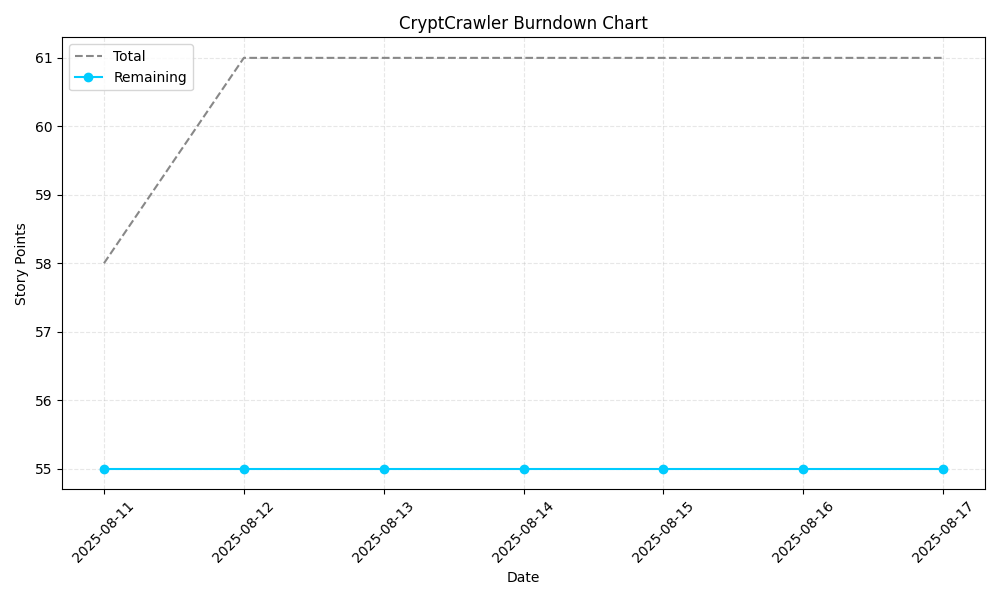 CryptCrawler Burndown Chart
Total
Remaining
61
60
59
58
57
56
55
Story Points
2025-08-11
2025-08-12
2025-08-13
2025-08-14
2025-08-15
2025-08-16
2025-08-17
Date